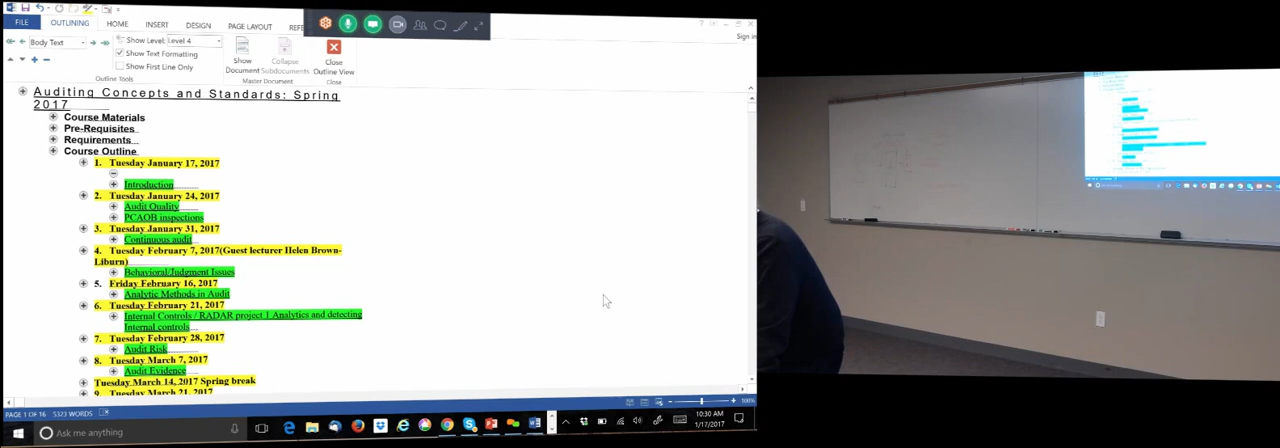 FILE OUTLINING HOME INSERT DESIGN PAGE LAYOUT REFE
Sign in
Body Text
Show Level: Level 4
Show Text Formatting
Show First Line Only
Show Document
Collapse Subdocuments
Close Outline View
Outline Tools Master Document Close
Auditing Concepts and Standards: Spring
2017
Course Materials
Pre-Requisites
Requirements
Course Outline
1. Tuesday January 17, 2017
Introduction
2. Tuesday January 24, 2017
Audit Quality
PCAOB inspections
3. Tuesday January 31, 2017
Continuous audit
4. Tuesday February 7, 2017(Guest lecturer Helen Brown-
Liburn)
Behavioral/Judgment Issues
5. Friday February 16, 2017
Analytic Methods in Audit
6. Tuesday February 21, 2017
Internal Controls / RADAR project 1 Analytics and detecting
Internal controls
7. Tuesday February 28, 2017
Audit Risk
8. Tuesday March 7, 2017
Audit Evidence
Tuesday March 14, 2017 Spring break
9. Tuesday March 21, 2017
PAGE 1 OF 16 5323 WORDS
100%
Ask me anything
10:30 AM
1/17/2017